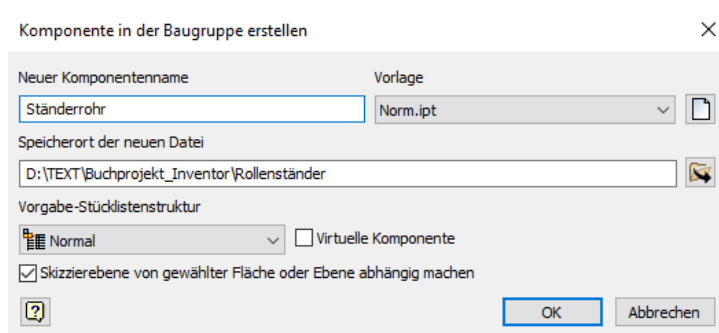 Komponente in der Baugruppe erstellen
Neuer Komponentenname Vorlage
Ständerrohr Norm.ipt
Speicherort der neuen Datei
D:\TEXT\Buchprojekt_Inventor\Rollenständer
Vorgabe-Stücklistenstruktur
Normal Virtuelle Komponente
Skizzierebene von gewählter Fläche oder Ebene abhängig machen
? OK Abbrechen